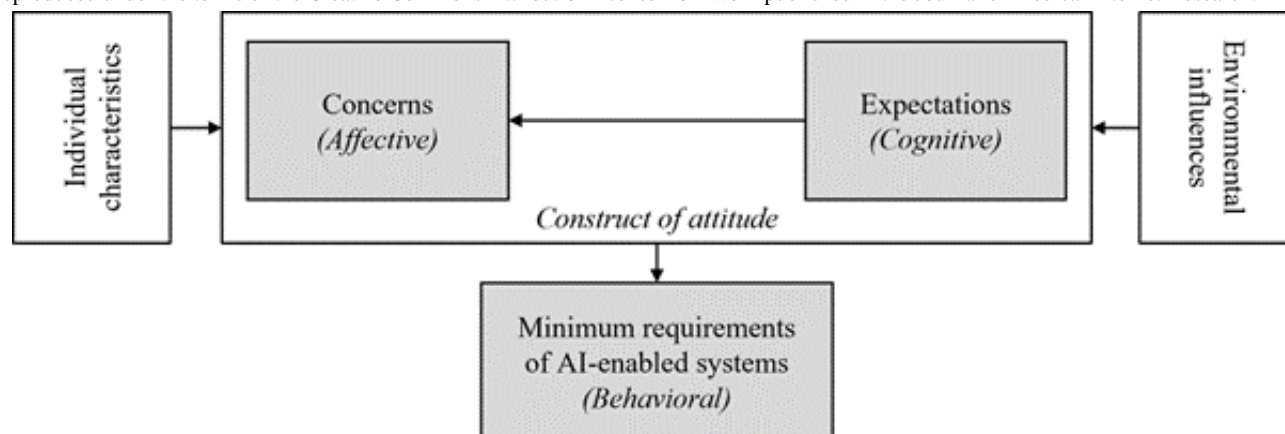 Individual
characteristics
Concerns
(Affective)
Expectations
(Cognitive)
Construct of attitude
Environmental
influences
Minimum requirements
of AI-enabled systems
(Behavioral)